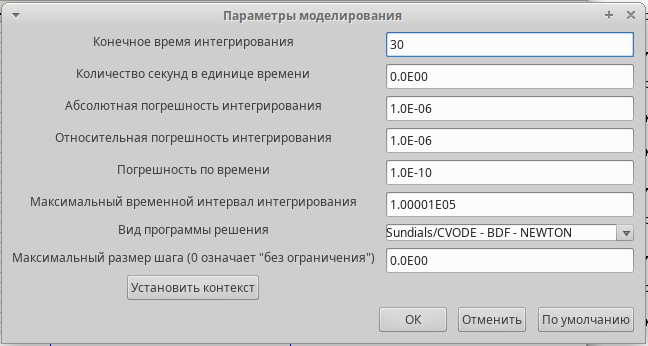 Параметры моделирования
Конечное время интегрирования 30
Количество секунд в единице времени 0.0E00
Абсолютная погрешность интегрирования 1.0E-06
Относительная погрешность интегрирования 1.0E-06
Погрешность по времени 1.0E-10
Максимальный временной интервал интегрирования 1.00001E05
Вид программы решения Sundials/CVODE - BDF - NEWTON
Максимальный размер шага (0 означает "без ограничения") 0.0E00
Установить контекст
ОК Отменить По умолчанию